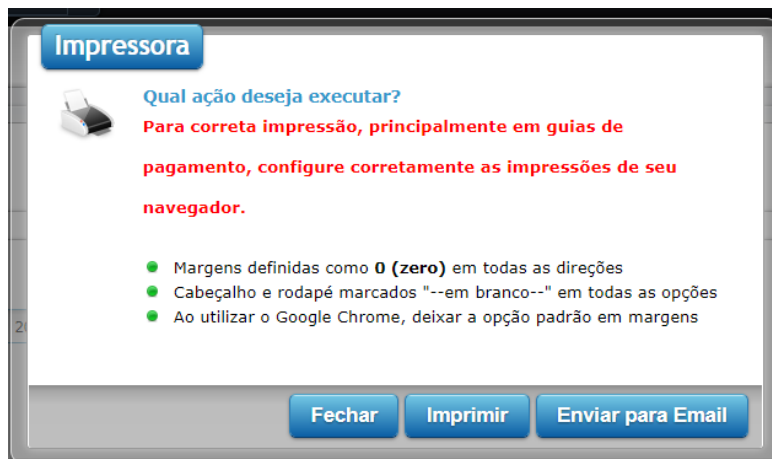 Impressora
Qual ação deseja executar?
Para correta impressão, principalmente em guias de
pagamento, configure corretamente as impressões de seu
navegador.
Margens definidas como 0 (zero) em todas as direções
Cabeçalho e rodapé marcados "--em branco--" em todas as opções
Ao utilizar o Google Chrome, deixar a opção padrão em margens
Fechar
Imprimir
Enviar para Email